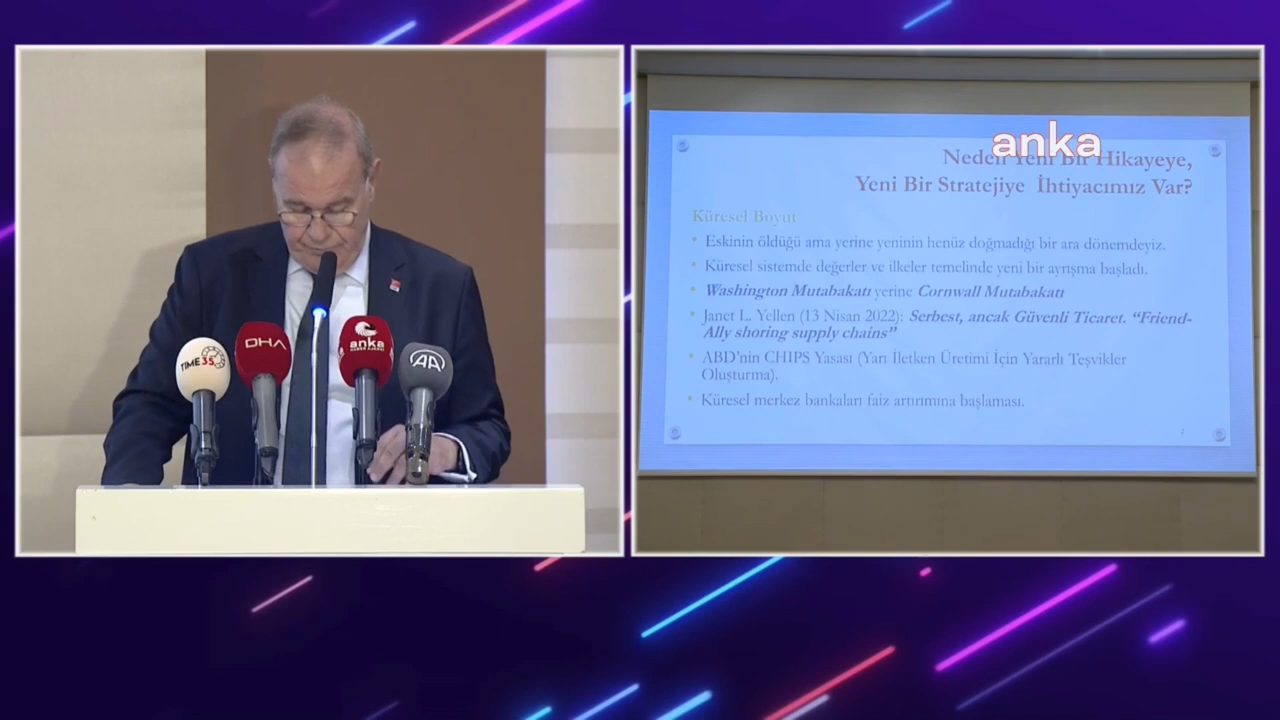 anka
Neden Yeni Bir Hikayeye,
Yeni Bir Stratejiye İhtiyacımız Var?
Küresel Boyut
• Eskinin öldüğü ama yerine yeninin henüz doğmadığı bir ara dönemdeyiz.
• Küresel sistemde değerler ve ilkeler temelinde yeni bir ayrışma başladı.
• Washington Mutabakatı yerine Cornwall Mutabakatı
• Janet L. Yellen (13 Nisan 2022): Serbest, ancak Güvenli Ticaret. “Friend-
Ally shoring supply chains”
• ABD’nin CHIPS Yasası (Yarı İletken Üretimi İçin Yararlı Teşvikler
Oluşturma).
• Küresel merkez bankaları faiz artırımına başlaması.
2
TIME 35
DHA
anka
HABER AJANSI
AA